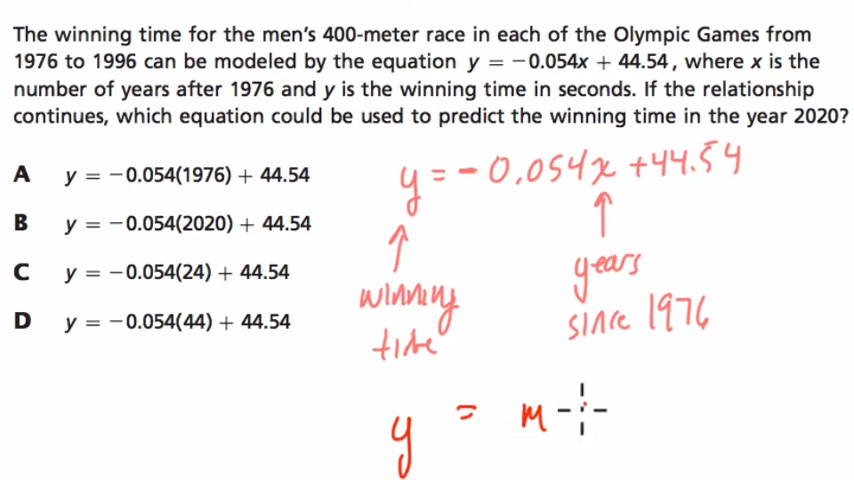 The winning time for the men's 400-meter race in each of the Olympic Games from
1976 to 1996 can be modeled by the equation y = −0.054x + 44.54, where x is the
number of years after 1976 and y is the winning time in seconds. If the relationship
continues, which equation could be used to predict the winning time in the year 2020?
A y = −0.054(1976) + 44.54
B y = −0.054(2020) + 44.54
C y = −0.054(24) + 44.54
D y = −0.054(44) + 44.54
y = - 0.054x + 44.54
winning
time
years
since 1976
y = m